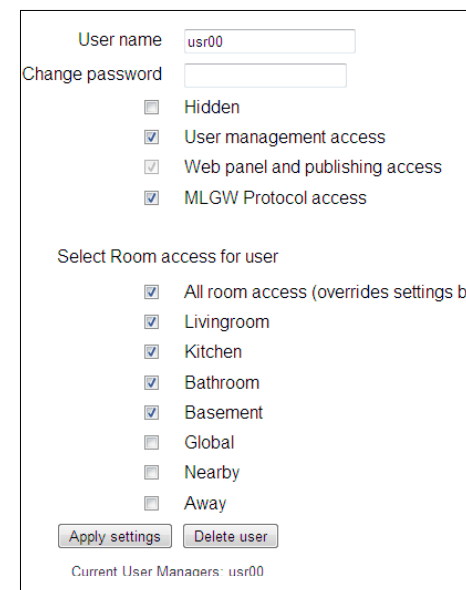 User name usr00
Change password
Hidden
User management access
Web panel and publishing access
MLGW Protocol access
Select Room access for user
All room access (overrides settings b
Livingroom
Kitchen
Bathroom
Basement
Global
Nearby
Away
Apply settings Delete user
Current User Managers: usr00